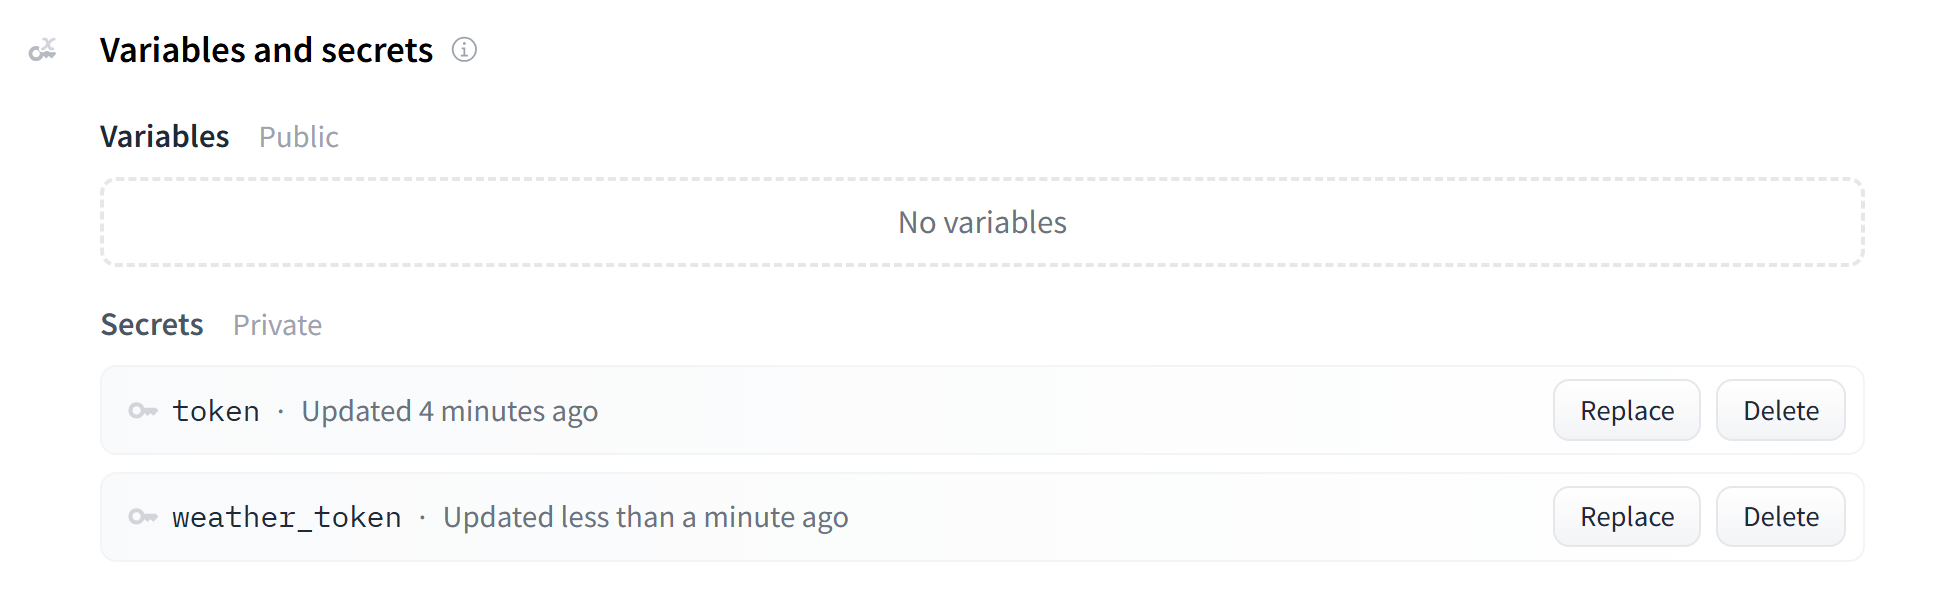 Variables and secrets
Variables Public
No variables
Secrets Private
token · Updated 4 minutes ago Replace Delete
weather_token · Updated less than a minute ago Replace Delete